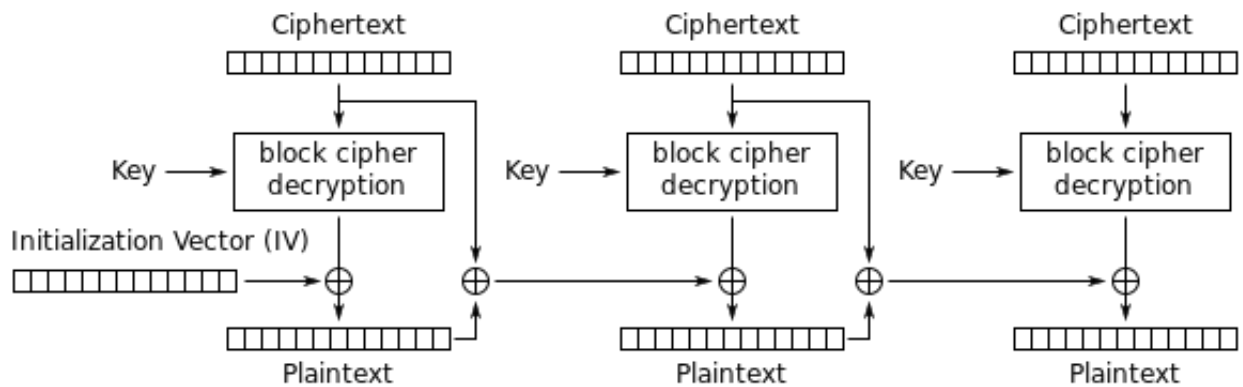 Ciphertext
Ciphertext
Ciphertext
Key
block cipher
decryption
Key
block cipher
decryption
Key
block cipher
decryption
Initialization Vector (IV)
Plaintext
Plaintext
Plaintext